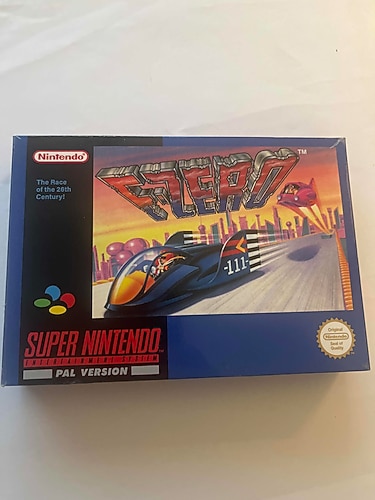 Nintendo
F-ZERO
TM
The Race
of the 26th
Century!
-111-
SUPER NINTENDO
ENTERTAINMENT SYSTEM
PAL VERSION
Original
Nintendo
Seal of
Quality